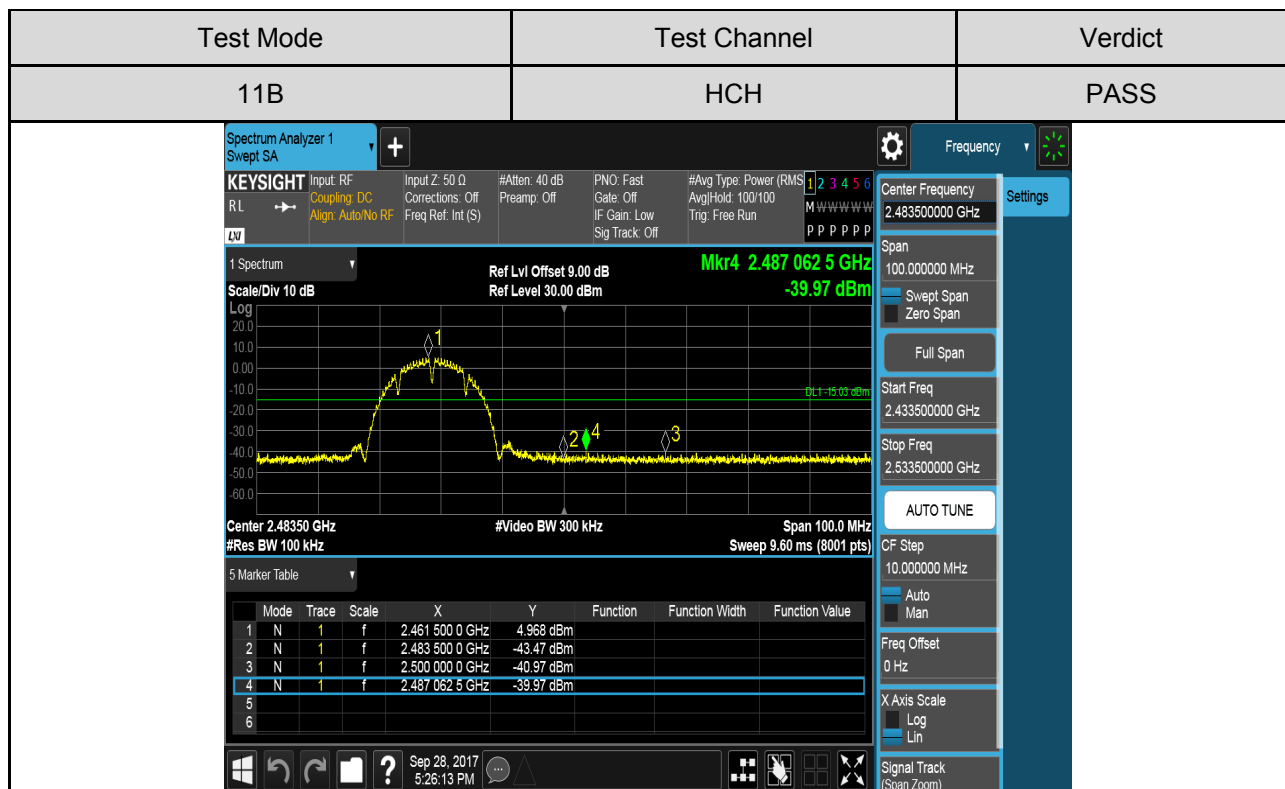 Test Mode Test Channel Verdict
11B HCH PASS
Spectrum Analyzer 1
Swept SA
Frequency
KEYSIGHT Input: RF Input Z: 50 Ω #Atten: 40 dB PNO: Fast #Avg Type: Power (RMS 1 2 3 4 5 6
RL Coupling: DC Corrections: Off Preamp: Off Gate: Off Avg|Hold: 100/100 M W W W W W
Align: Auto/No RF Freq Ref: Int (S) IF Gain: Low Trig: Free Run
LXI Sig Track: Off P P P P P P
1 Spectrum
Scale/Div 10 dB
Ref Lvl Offset 9.00 dB
Ref Level 30.00 dBm
Mkr4 2.487 062 5 GHz
-39.97 dBm
Log
20.0
10.0
0.00
-10.0
-20.0
-30.0
-40.0
-50.0
-60.0
1
DL1 -15.03 dBm
2 4 3
Center 2.48350 GHz #Video BW 300 kHz Span 100.0 MHz
#Res BW 100 kHz Sweep 9.60 ms (8001 pts)
5 Marker Table
Mode Trace Scale X Y Function Function Width Function Value
1 N 1 f 2.461 500 0 GHz 4.968 dBm
2 N 1 f 2.483 500 0 GHz -43.47 dBm
3 N 1 f 2.500 000 0 GHz -40.97 dBm
4 N 1 f 2.487 062 5 GHz -39.97 dBm
5
6
Sep 28, 2017
5:26:13 PM
Center Frequency
2.483500000 GHz
Settings
Span
100.000000 MHz
Swept Span
Zero Span
Full Span
Start Freq
2.433500000 GHz
Stop Freq
2.533500000 GHz
AUTO TUNE
CF Step
10.000000 MHz
Auto
Man
Freq Offset
0 Hz
X Axis Scale
Log
Lin
Signal Track
(Span Zoom)